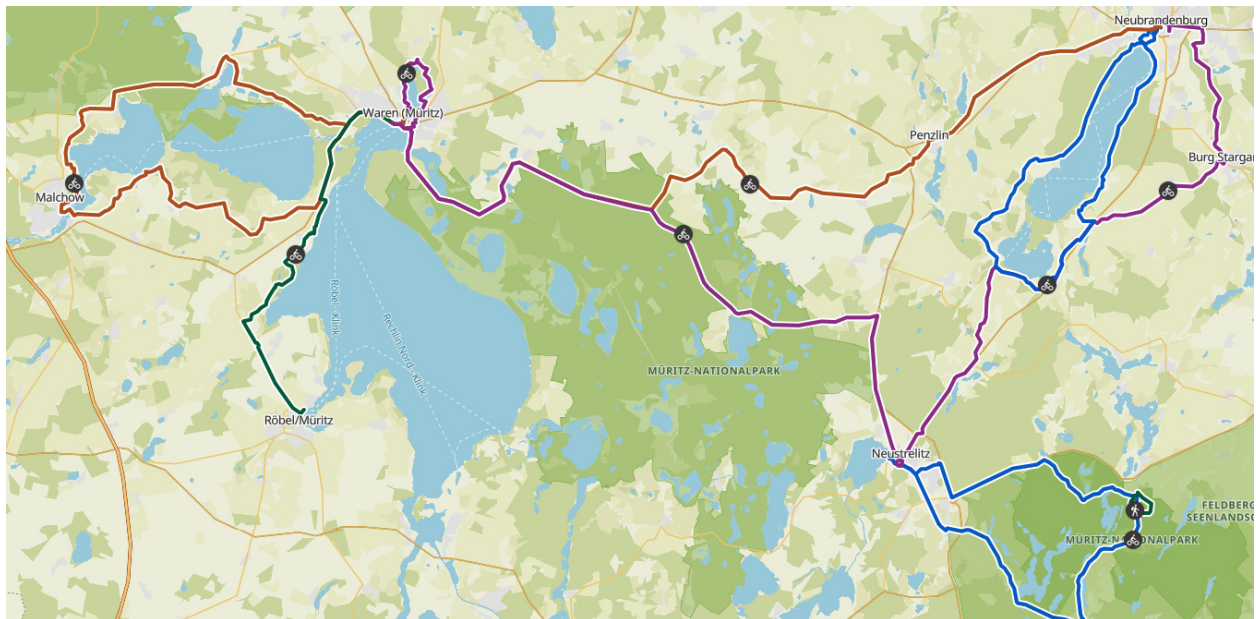 Neubrandenburg
Waren (Müritz)
Penzlin
Burg Starga
Malchow
Röbel - Klink
Rechlin Nord - Klink
MÜRITZ-NATIONALPARK
Röbel/Müritz
Neustrelitz
FELDBERG
SEENLANDSC
MÜRITZ-NATIONALPARK